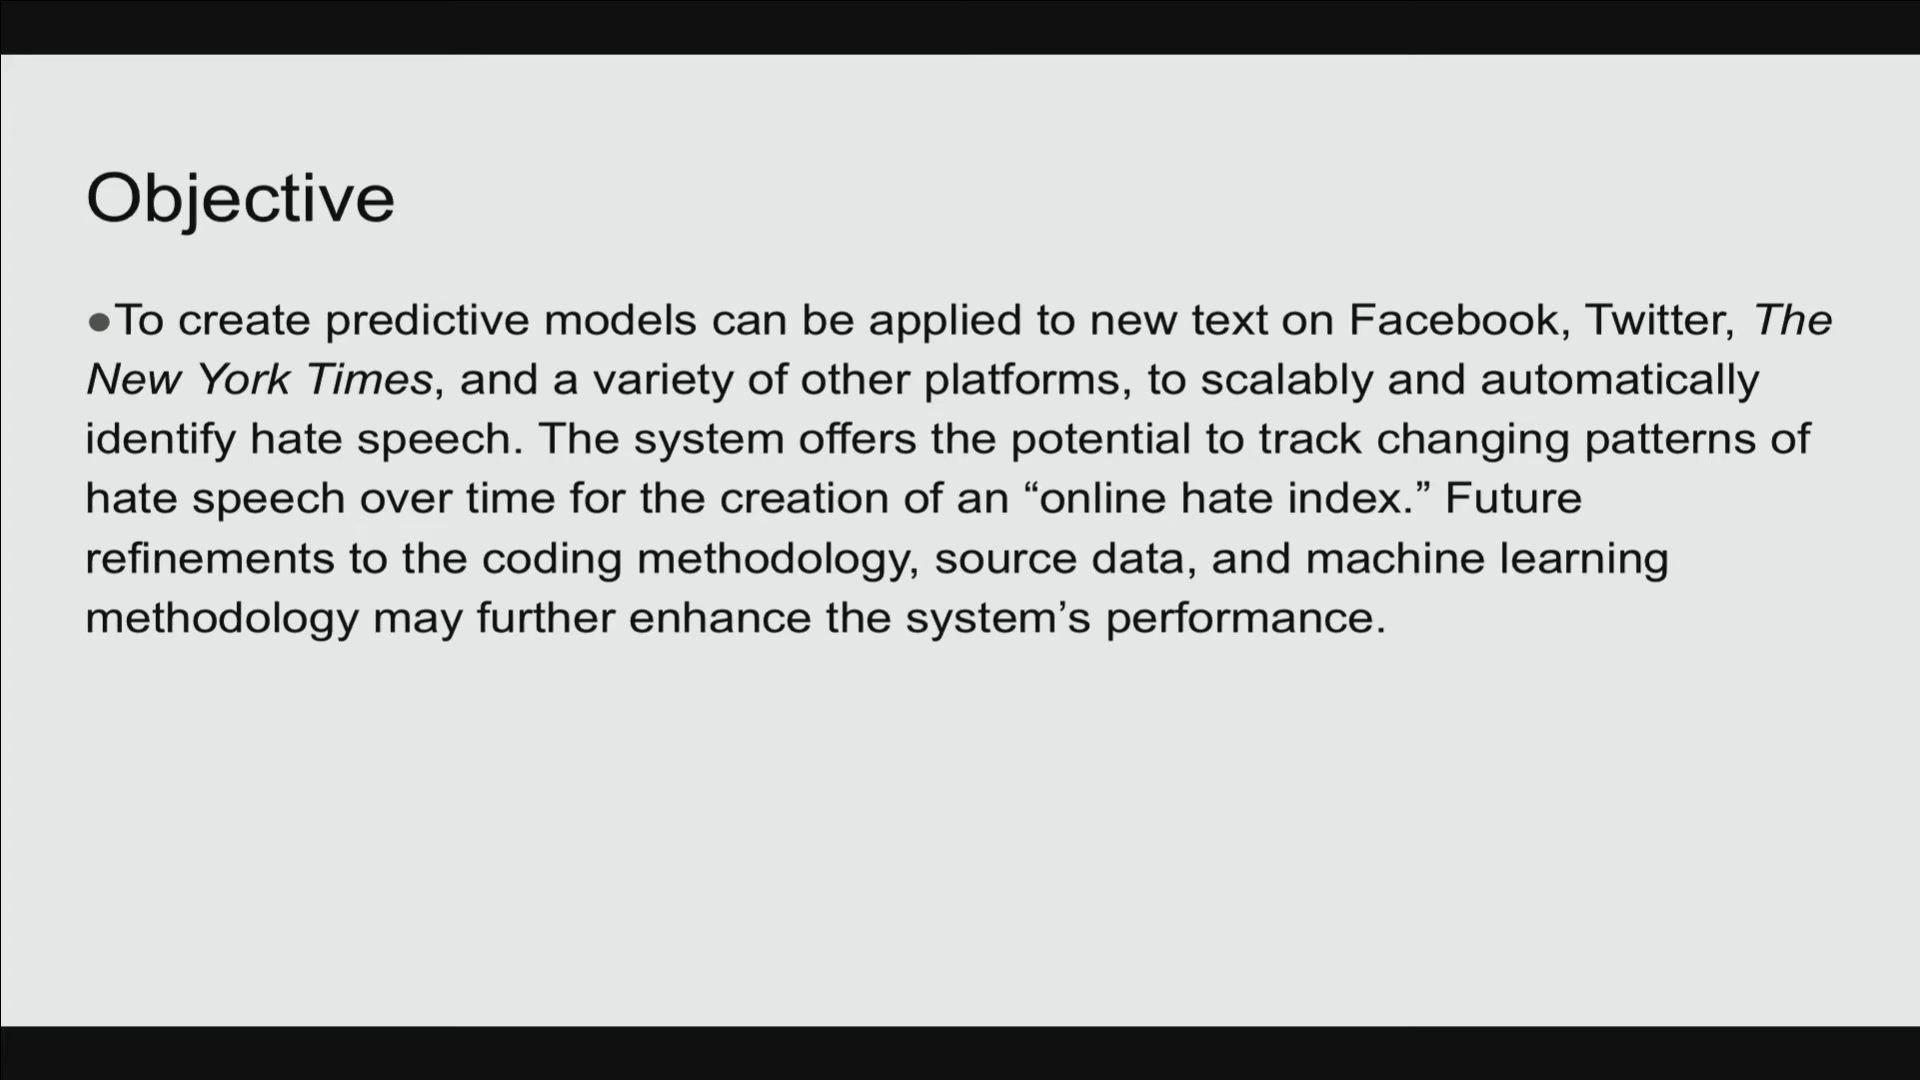 Objective
●To create predictive models can be applied to new text on Facebook, Twitter, The
New York Times, and a variety of other platforms, to scalably and automatically
identify hate speech. The system offers the potential to track changing patterns of
hate speech over time for the creation of an “online hate index.” Future
refinements to the coding methodology, source data, and machine learning
methodology may further enhance the system’s performance.